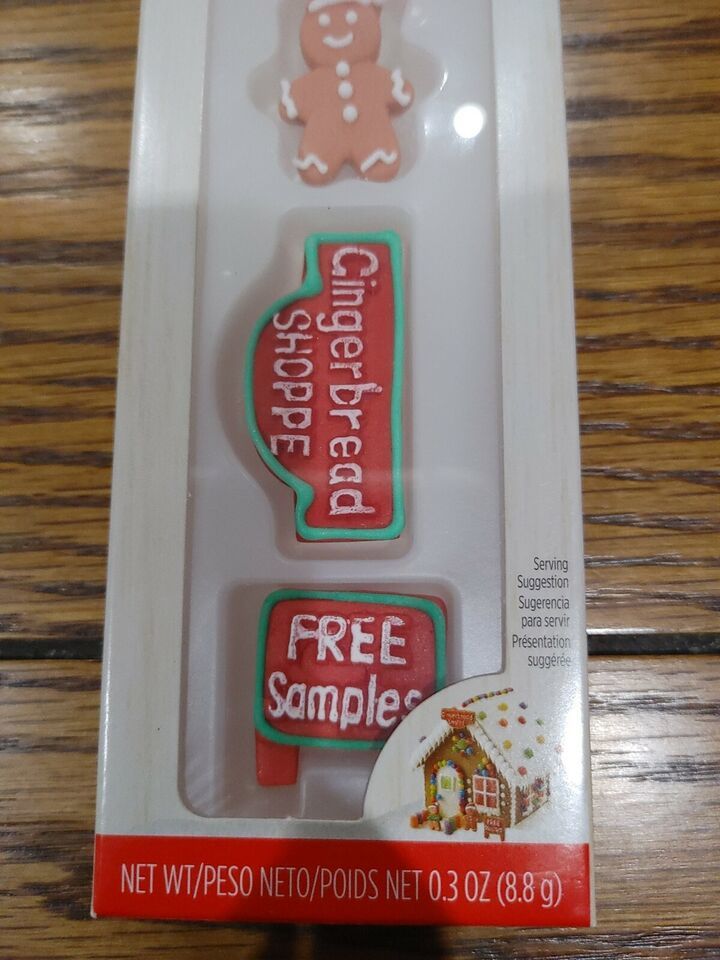 Gingerbread
SHOPPE
FREE
Samples
Serving
Suggestion
Sugerencia
para servir
Présentation
suggérée
NET WT/PESO NETO/POIDS NET 0.3 OZ (8.8 g)